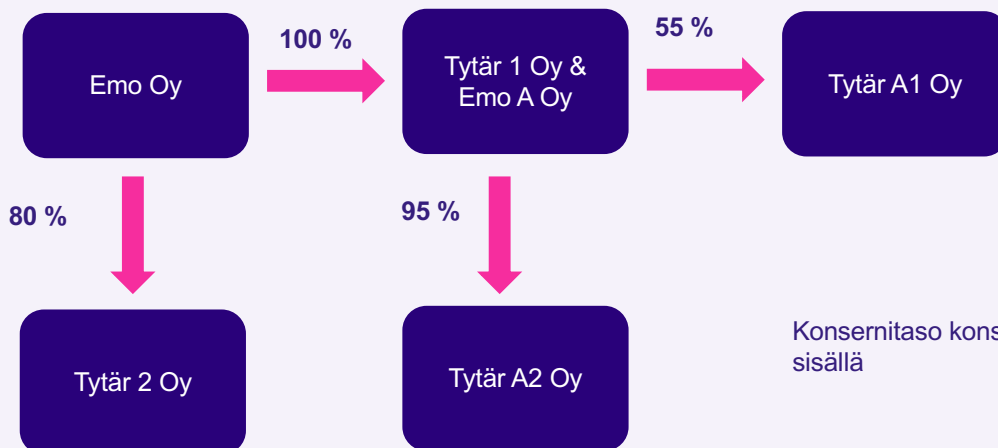 100 %
55 %
Emo Oy
Tytär 1 Oy &
Emo A Oy
Tytär A1 Oy
80 %
95 %
Tytär 2 Oy
Tytär A2 Oy
Konsernitaso kons
sisällä